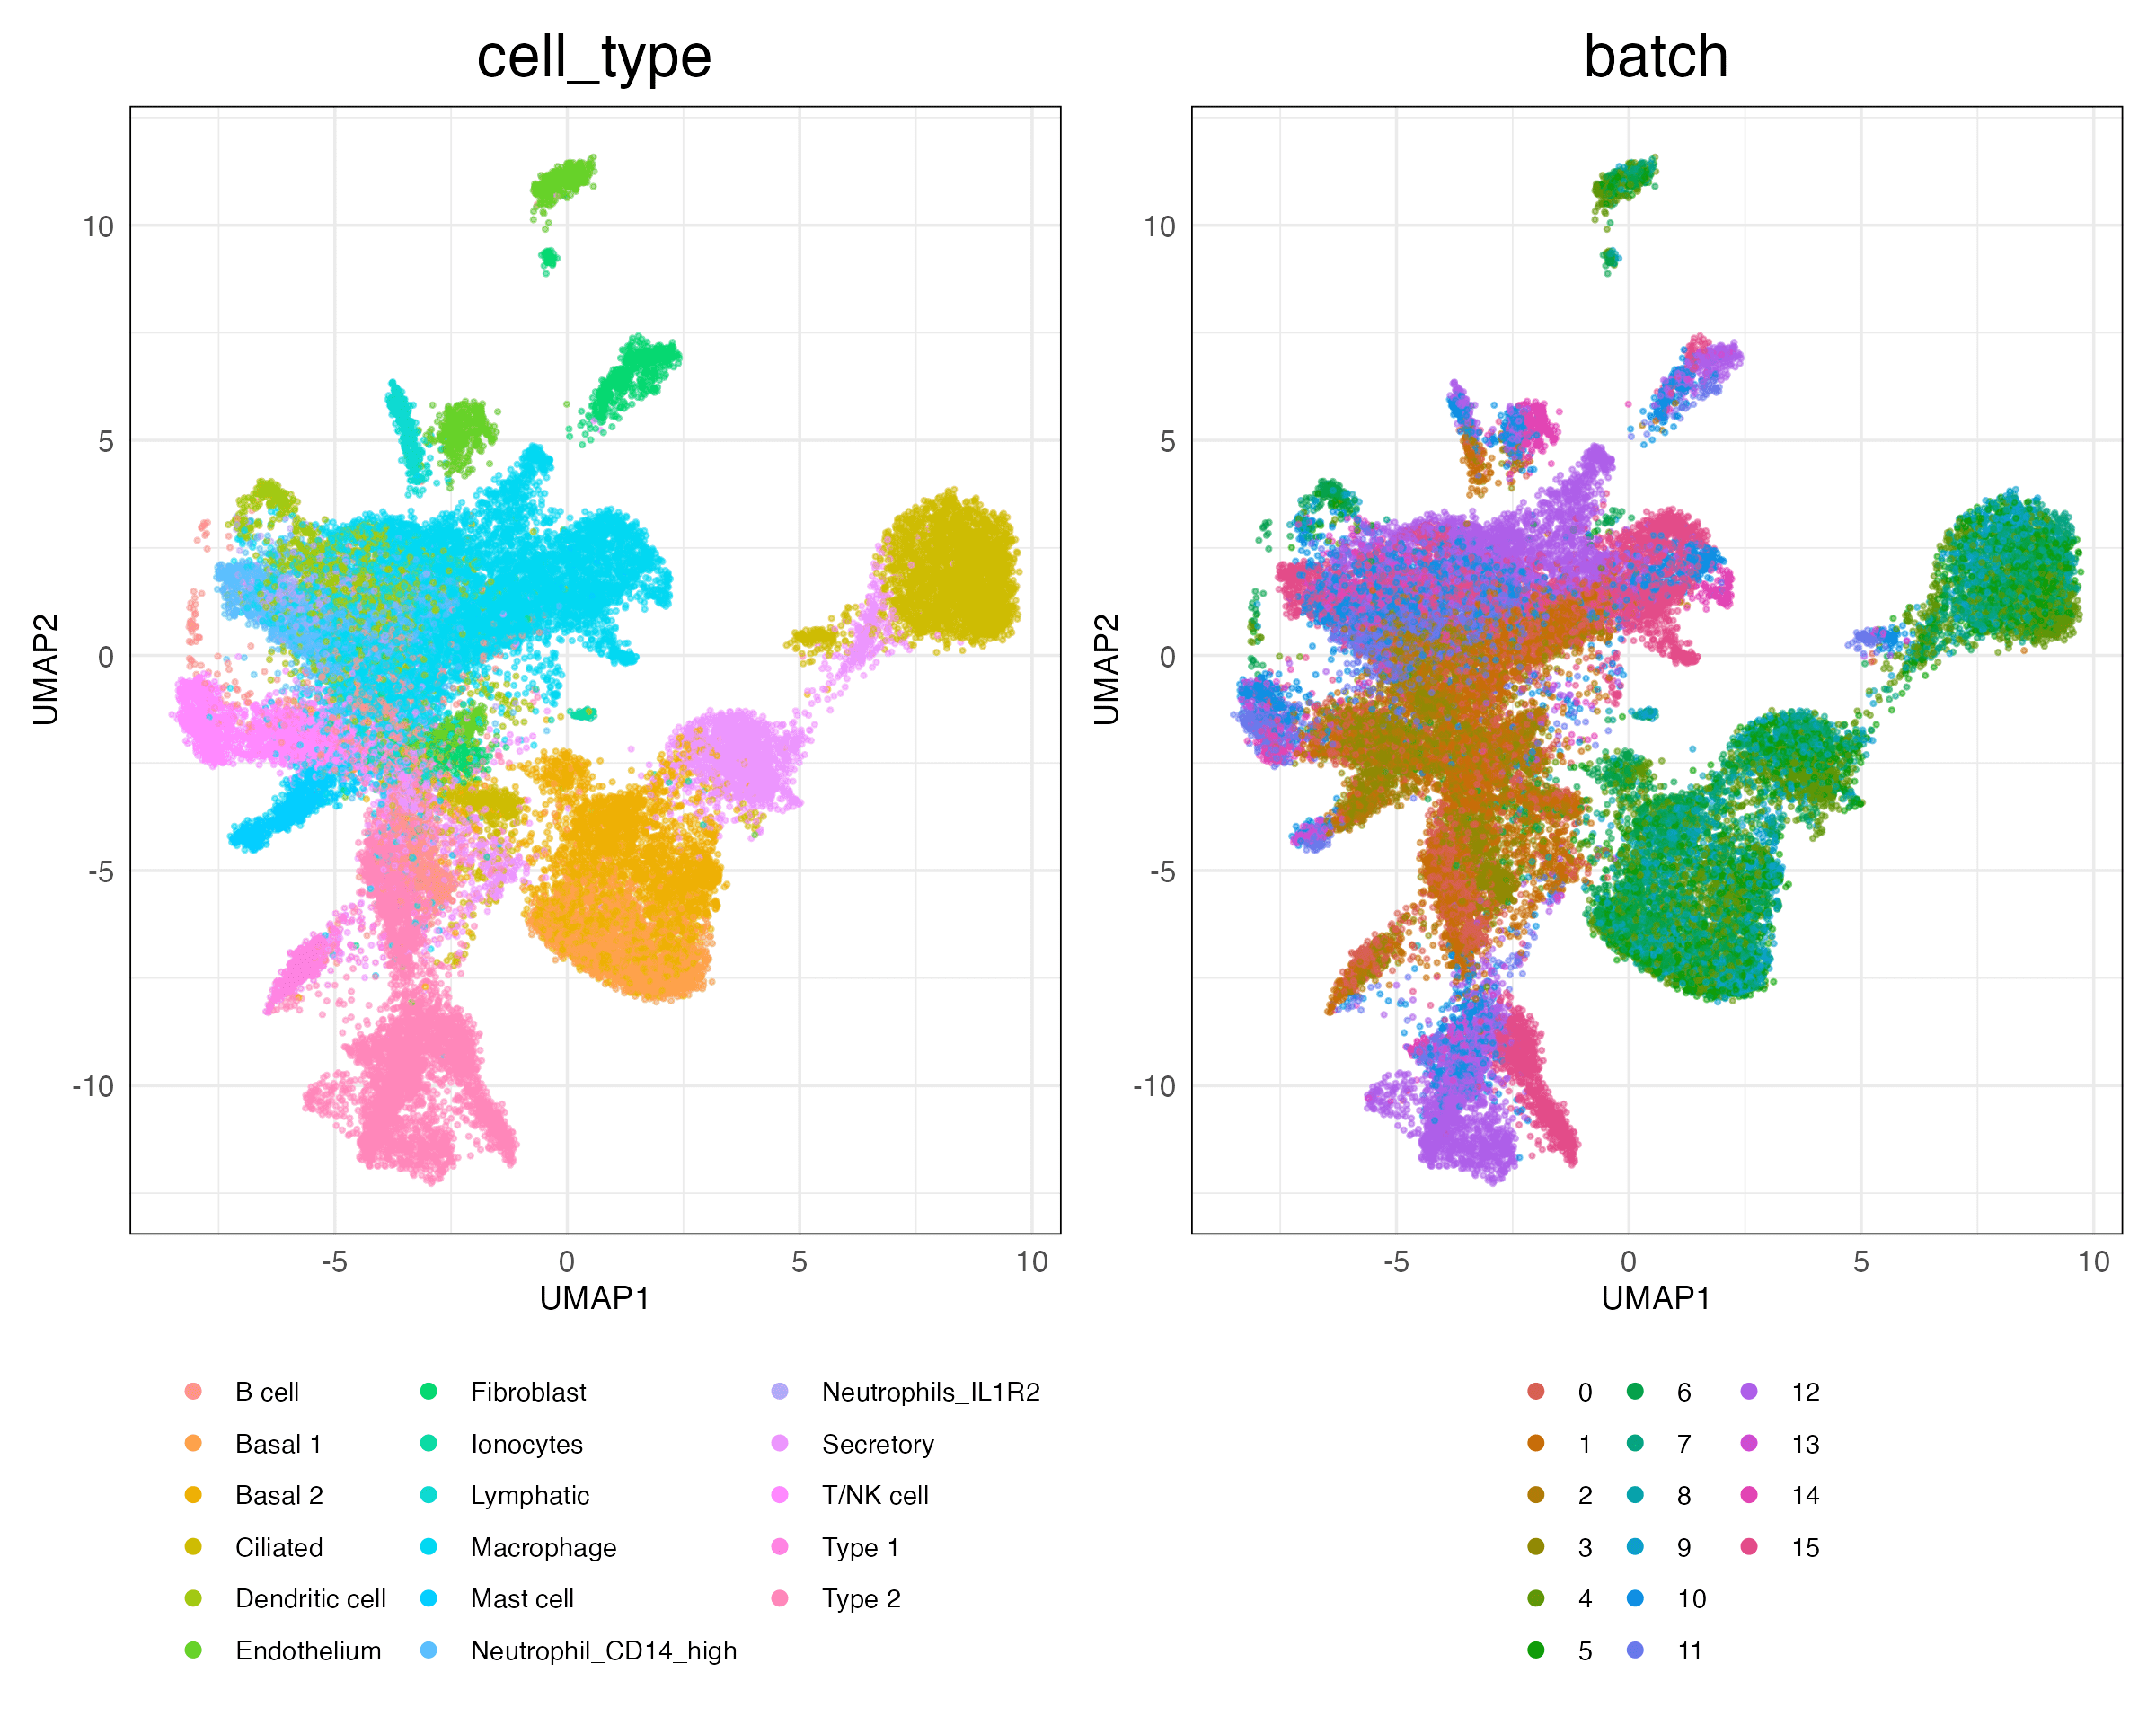 cell_type
batch
10
5
0
-5
-10
UMAP2
-5
0
5
10
UMAP1
10
5
0
-5
-10
UMAP2
-5
0
5
10
UMAP1
B cell
Basal 1
Basal 2
Ciliated
Dendritic cell
Endothelium
Fibroblast
Ionocytes
Lymphatic
Macrophage
Mast cell
Neutrophil_CD14_high
Neutrophils_IL1R2
Secretory
T/NK cell
Type 1
Type 2
0
1
2
3
4
5
6
7
8
9
10
11
12
13
14
15